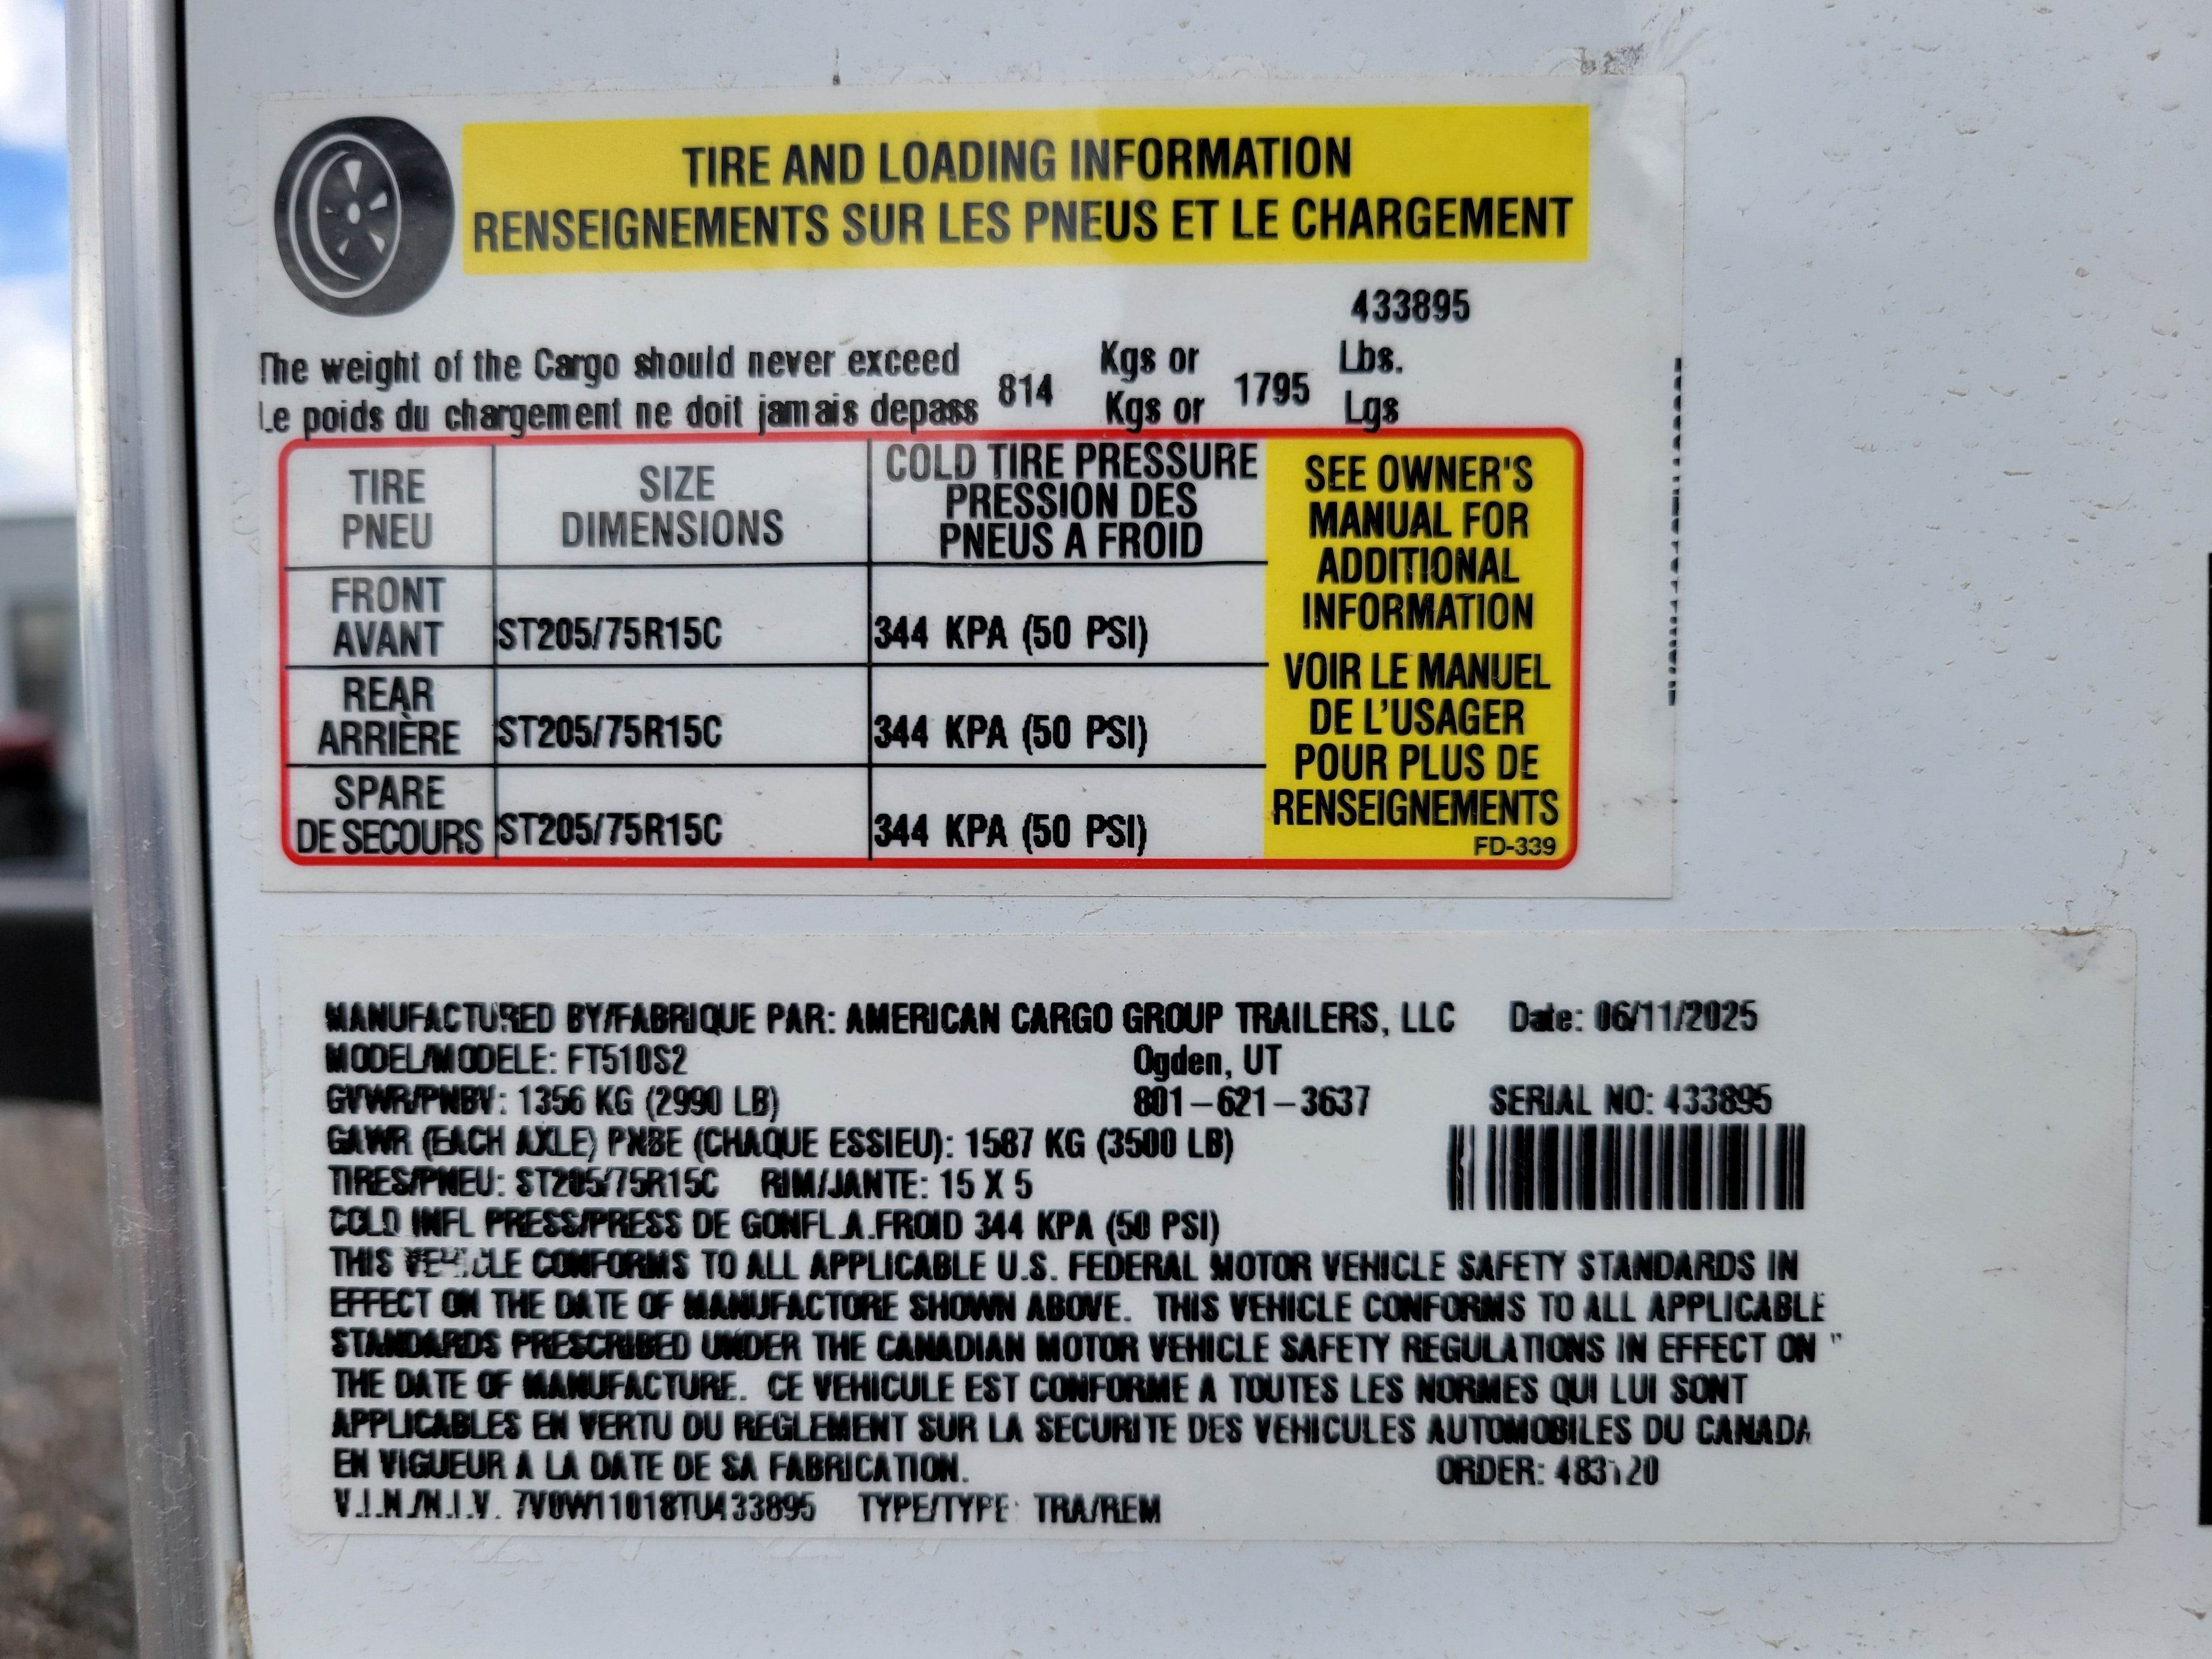 TIRE AND LOADING INFORMATION
RENSEIGNEMENTS SUR LES PNEUS ET LE CHARGEMENT
433895
The weight of the Cargo should never exceed 814 Kgs or 1795 Lbs.
Le poids du chargement ne doit jamais depass Kgs or Lgs
TIRE PNEU SIZE DIMENSIONS COLD TIRE PRESSURE PRESSION DES PNEUS A FROID
FRONT AVANT ST205/75R15C 344 KPA (50 PSI)
REAR ARRIÈRE ST205/75R15C 344 KPA (50 PSI)
SPARE DE SECOURS ST205/75R15C 344 KPA (50 PSI)
SEE OWNER'S
MANUAL FOR
ADDITIONAL
INFORMATION
VOIR LE MANUEL
DE L'USAGER
POUR PLUS DE
RENSEIGNEMENTS
FD-339
MANUFACTURED BY/FABRIQUE PAR: AMERICAN CARGO GROUP TRAILERS, LLC Date: 06/11/2025
MODEL/MODELE: FT510S2 Ogden, UT
GVWR/PNBV: 1356 KG (2990 LB) 801-621-3637 SERIAL NO: 433895
GAWR (EACH AXLE) PNBE (CHAQUE ESSIEU): 1587 KG (3500 LB)
TIRES/PNEU: ST205/75R15C RIM/JANTE: 15 X 5
COLD INFL PRESS/PRESS DE GONFL.A.FROID 344 KPA (50 PSI)
THIS VEHICLE CONFORMS TO ALL APPLICABLE U.S. FEDERAL MOTOR VEHICLE SAFETY STANDARDS IN
EFFECT ON THE DATE OF MANUFACTORE SHOWN ABOVE. THIS VEHICLE CONFORMS TO ALL APPLICABLE
STANDARDS PRESCRIBED UNDER THE CANADIAN MOTOR VEHICLE SAFETY REGULATIONS IN EFFECT ON "
THE DATE OF MANUFACTURE. CE VEHICULE EST CONFORME A TOUTES LES NORMES QUI LUI SONT
APPLICABLES EN VERTU DU REGLEMENT SUR LA SECURITE DES VEHICULES AUTOMOBILES DU CANADA
EN VIGUEUR A LA DATE DE SA FABRICATION. ORDER: 483120
V.I.N./N.I.V. 7V0W11018TU433895 TYPE/TYPE: TRA/REM